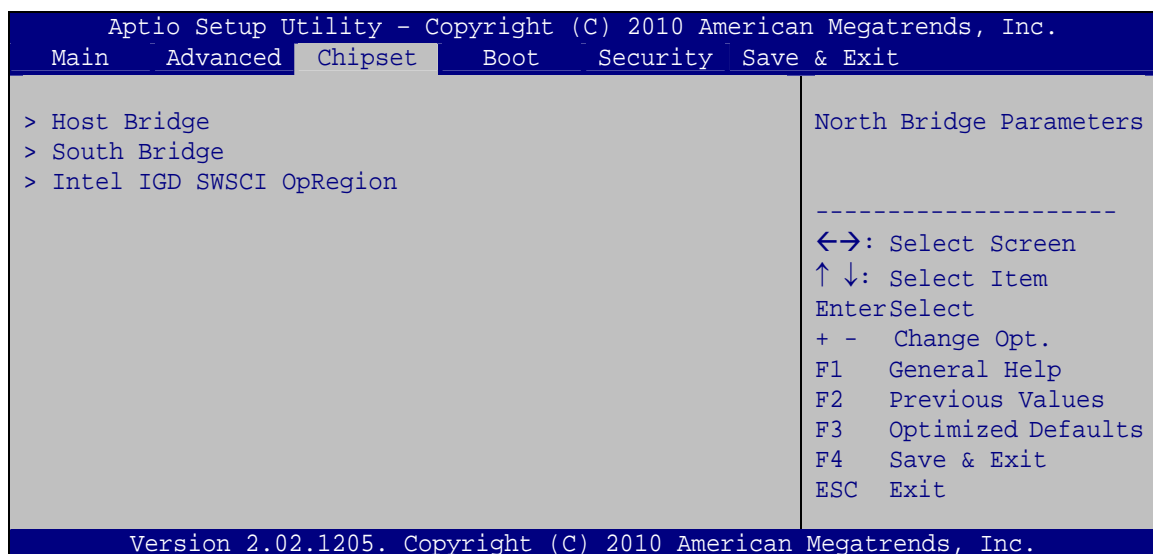 Aptio Setup Utility – Copyright (C) 2010 American Megatrends, Inc.
Main Advanced Chipset Boot Security Save & Exit
> Host Bridge
> South Bridge
> Intel IGD SWSCI OpRegion
North Bridge Parameters
---------------------
←→: Select Screen
↑ ↓: Select Item
EnterSelect
+ - Change Opt.
F1 General Help
F2 Previous Values
F3 Optimized Defaults
F4 Save & Exit
ESC Exit
Version 2.02.1205. Copyright (C) 2010 American Megatrends, Inc.